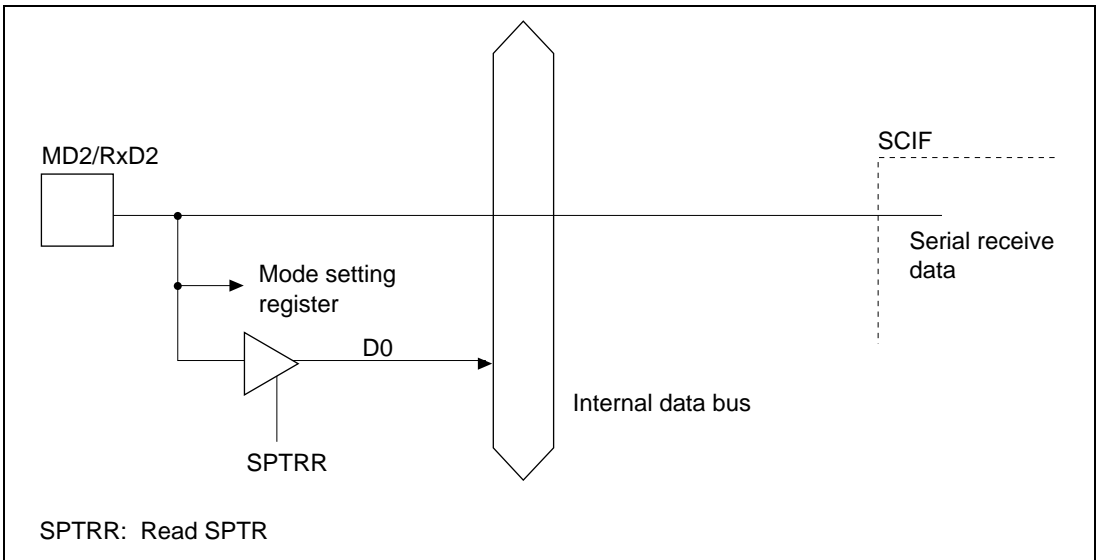 MD2/RxD2
SCIF
Serial receive
data
Mode setting
register
D0
Internal data bus
SPTRR
SPTRR: Read SPTR